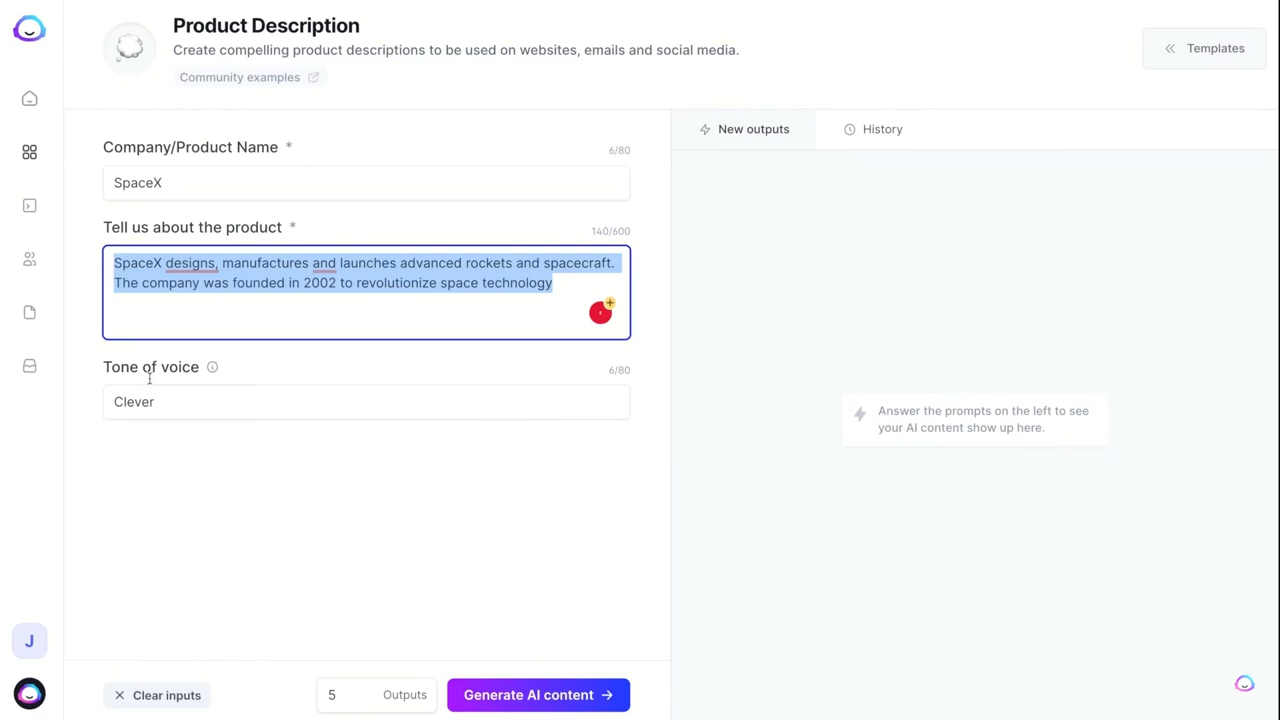 Product Description
Create compelling product descriptions to be used on websites, emails and social media.
Community examples
Templates
Company/Product Name *
6/80
SpaceX
Tell us about the product *
140/600
SpaceX designs, manufactures and launches advanced rockets and spacecraft.
The company was founded in 2002 to revolutionize space technology
Tone of voice
6/80
Clever
New outputs
History
Answer the prompts on the left to see
your AI content show up here.
J
Clear inputs
5 Outputs
Generate AI content